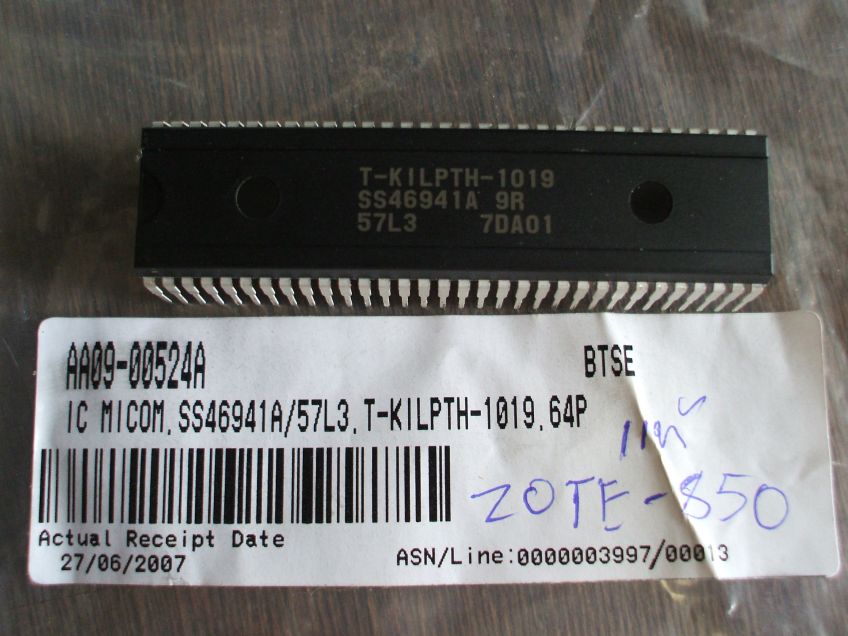 T-KILPTH-1019
SS46941A 9R
57L3 7DA01
AA09-00524A BTSE
IC MICOM,SS46941A/57L3,T-KILPTH-1019,64P
แท้
ZOTE-850
Actual Receipt Date
27/06/2007
ASN/Line:0000003997/00013